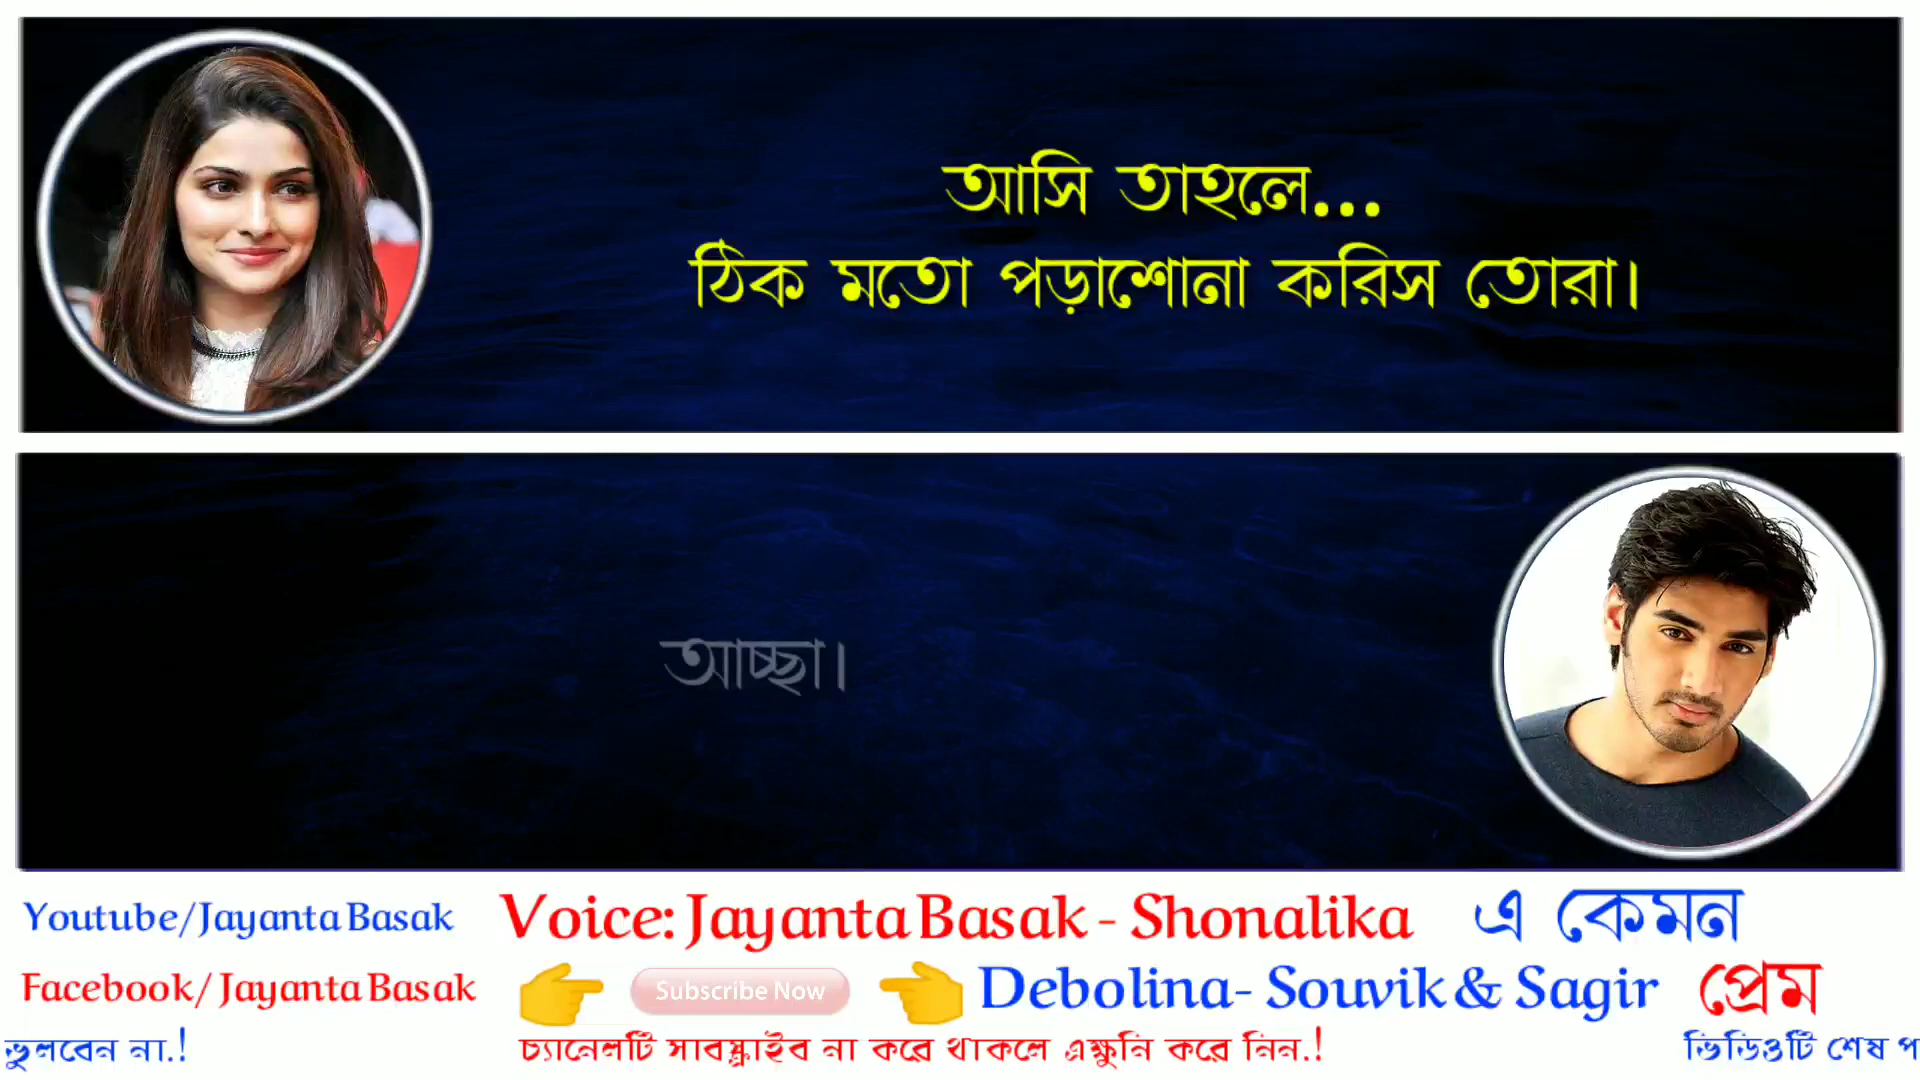 আসি তাহলে...
ঠিক মতো পড়াশোনা করিস তোরা।
আচ্ছা।
Youtube/Jayanta Basak
Voice: Jayanta Basak - Shonalika
এ কেমন
Facebook/ Jayanta Basak
Subscribe Now
Debolina- Souvik & Sagir
প্রেম
ভুলবেন না.! চ্যানেলটি সাবস্ক্রাইব না করে থাকলে এক্ষুনি করে নিন.! ভিডিওটি শেষ প